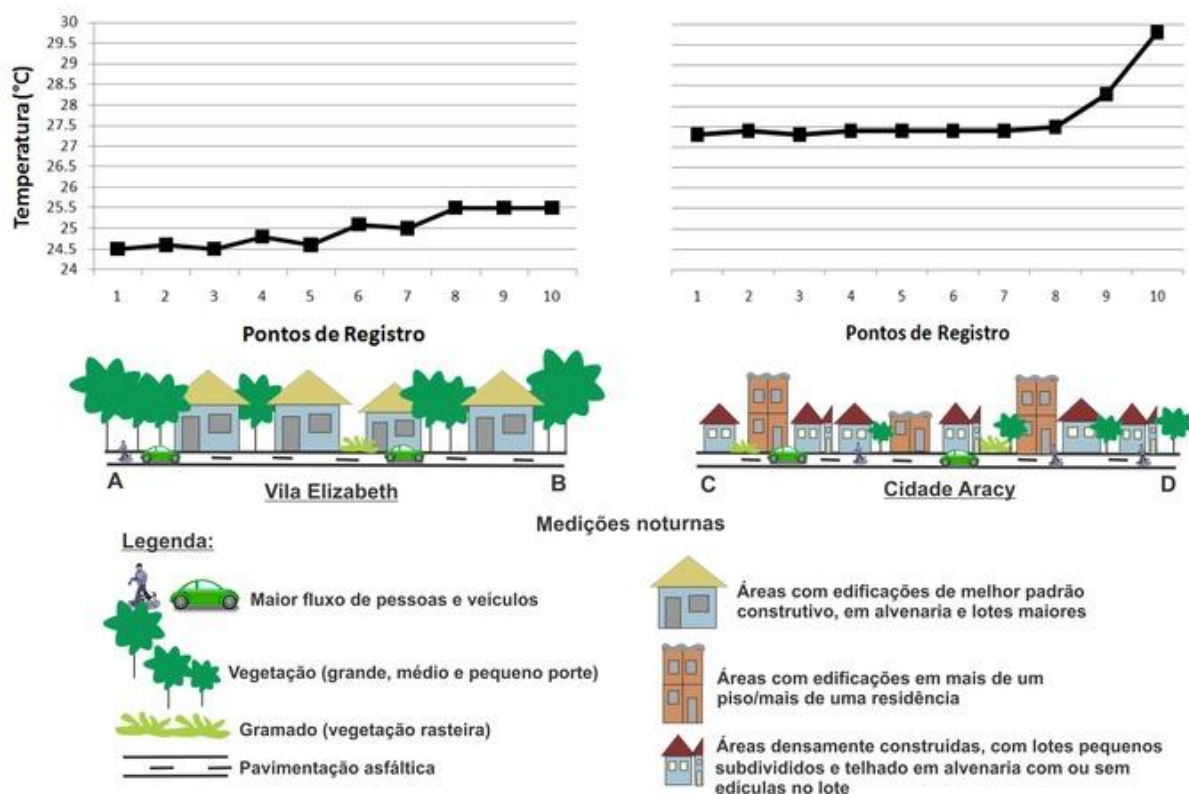 Temperatura (°C)
30
29.5
29
28.5
28
27.5
27
26.5
26
25.5
25
24.5
24
1 2 3 4 5 6 7 8 9 10
Pontos de Registro
1 2 3 4 5 6 7 8 9 10
Pontos de Registro
A
Vila Elizabeth
B
C
Cidade Aracy
D
Medições noturnas
Legenda:
Maior fluxo de pessoas e veículos
Vegetação (grande, médio e pequeno porte)
Gramado (vegetação rasteira)
Pavimentação asfáltica
Áreas com edificações de melhor padrão
construtivo, em alvenaria e lotes maiores
Áreas com edificações em mais de um
piso/mais de uma residência
Áreas densamente construídas, com lotes pequenos
subdivididos e telhado em alvenaria com ou sem
edículas no lote